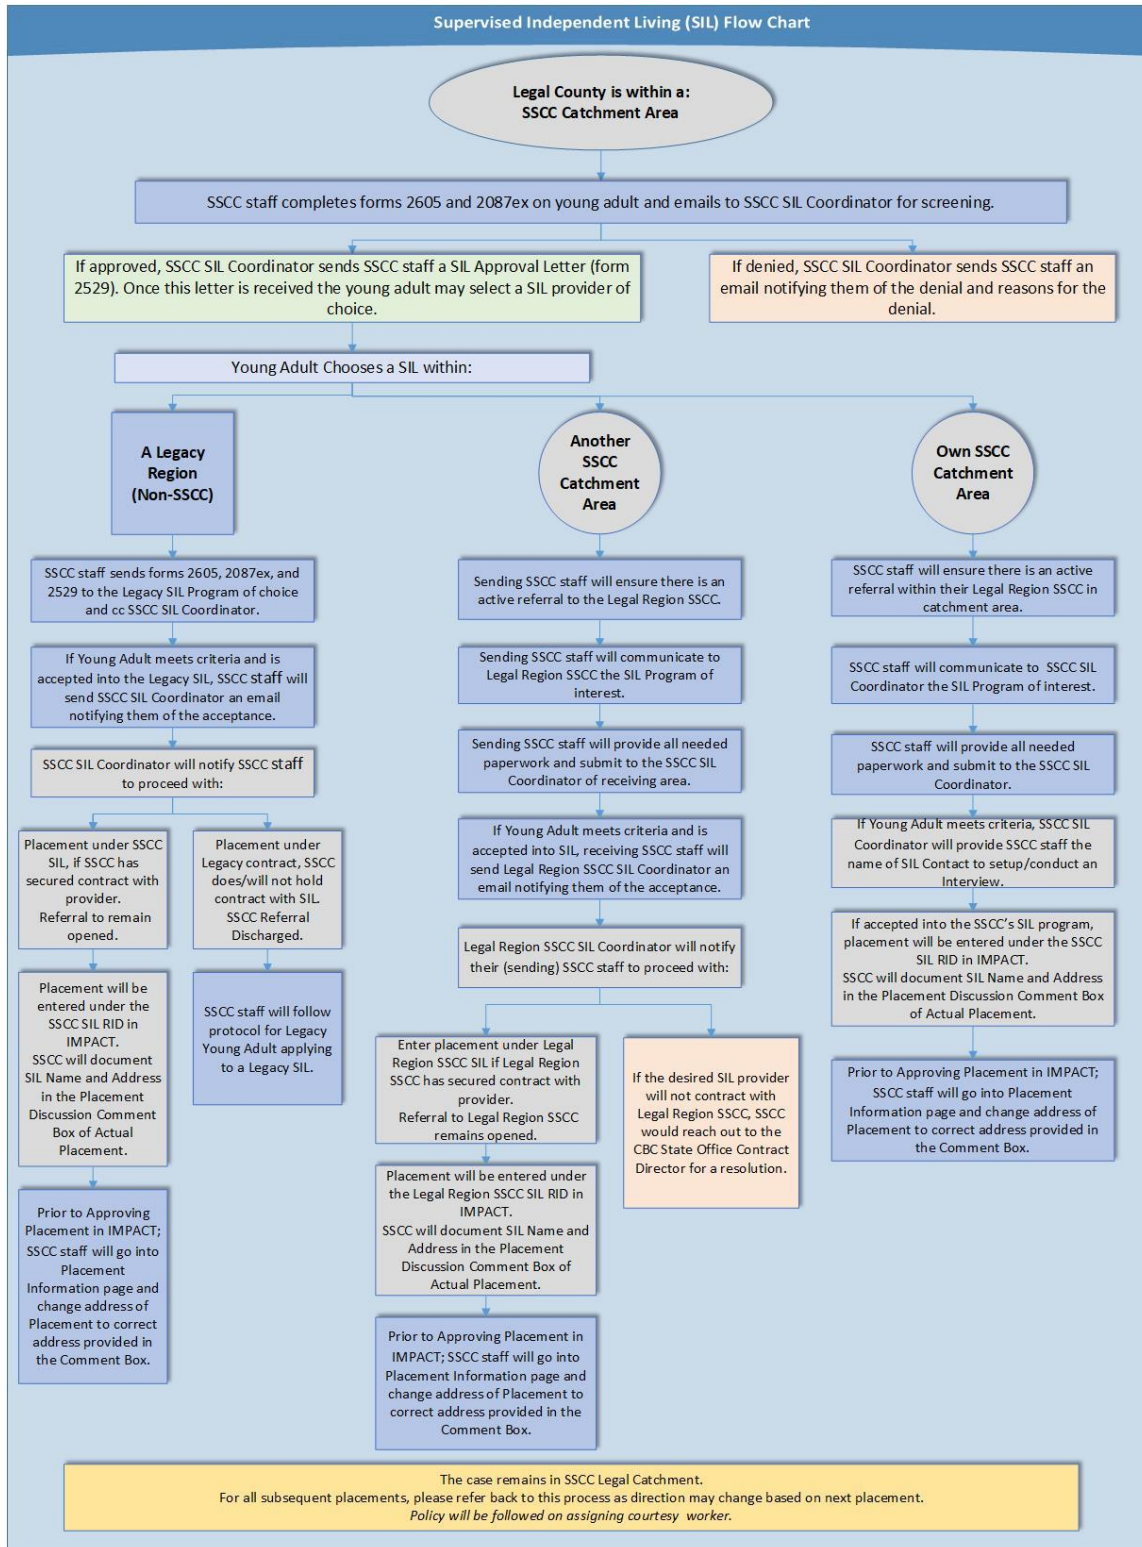 Supervised Independent Living (SIL) Flow Chart
Legal County is within a:
SSCC Catchment Area
SSCC staff completes forms 2605 and 2087ex on young adult and emails to SSCC SIL Coordinator for screening.
If approved, SSCC SIL Coordinator sends SSCC staff a SIL Approval Letter (form
2529). Once this letter is received the young adult may select a SIL provider of
choice.
If denied, SSCC SIL Coordinator sends SSCC staff an
email notifying them of the denial and reasons for the
denial.
Young Adult Chooses a SIL within:
A Legacy
Region
(Non-SSCC)
Another
SSCC
Catchment
Area
Own SSCC
Catchment
Area
SSCC staff sends forms 2605, 2087ex, and
2529 to the Legacy SIL Program of choice
and cc SSCC SIL Coordinator.
If Young Adult meets criteria and is
accepted into the Legacy SIL, SSCC staff will
send SSCC SIL Coordinator an email
notifying them of the acceptance.
SSCC SIL Coordinator will notify SSCC staff
to proceed with:
Placement under SSCC
SIL, if SSCC has
secured contract with
provider.
Referral to remain
opened.
Placement under
Legacy contract, SSCC
does/will not hold
contract with SIL.
SSCC Referral
Discharged.
Placement will be
entered under the
SSCC SIL RID in
IMPACT.
SSCC will document
SIL Name and Address
in the Placement
Discussion Comment
Box of Actual
Placement.
SSCC staff will follow
protocol for Legacy
Young Adult applying
to a Legacy SIL.
Prior to Approving
Placement in IMPACT;
SSCC staff will go into
Placement
Information page and
change address of
Placement to correct
address provided in
the Comment Box.
Sending SSCC staff will ensure there is an
active referral to the Legal Region SSCC.
Sending SSCC staff will communicate to
Legal Region SSCC the SIL Program of
interest.
Sending SSCC staff will provide all needed
paperwork and submit to the SSCC SIL
Coordinator of receiving area.
If Young Adult meets criteria and is
accepted into SIL, receiving SSCC staff will
send Legal Region SSCC SIL Coordinator an
email notifying them of the acceptance.
Legal Region SSCC SIL Coordinator will notify
their (sending) SSCC staff to proceed with:
Enter placement under Legal
Region SSCC SIL if Legal Region
SSCC has secured contract with
provider.
Referral to Legal Region SSCC
remains opened.
If the desired SIL provider
will not contract with
Legal Region SSCC, SSCC
would reach out to the
CBC State Office Contract
Director for a resolution.
Placement will be entered under
the Legal Region SSCC SIL RID in
IMPACT.
SSCC will document SIL Name and
Address in the Placement
Discussion Comment Box of
Actual Placement.
Prior to Approving Placement in
IMPACT; SSCC staff will go into
Placement Information page and
change address of Placement to
correct address provided in the
Comment Box.
SSCC staff will ensure there is an active
referral within their Legal Region SSCC in
catchment area.
SSCC staff will communicate to SSCC SIL
Coordinator the SIL Program of interest.
SSCC staff will provide all needed
paperwork and submit to the SSCC SIL
Coordinator.
If Young Adult meets criteria, SSCC SIL
Coordinator will provide SSCC staff the
name of SIL Contact to setup/conduct an
Interview.
If accepted into the SSCC's SIL program,
placement will be entered under the SSCC
SIL RID in IMPACT.
SSCC will document SIL Name and Address
in the Placement Discussion Comment Box
of Actual Placement.
Prior to Approving Placement in IMPACT;
SSCC staff will go into Placement
Information page and change address of
Placement to correct address provided in
the Comment Box.
The case remains in SSCC Legal Catchment.
For all subsequent placements, please refer back to this process as direction may change based on next placement.
Policy will be followed on assigning courtesy worker.